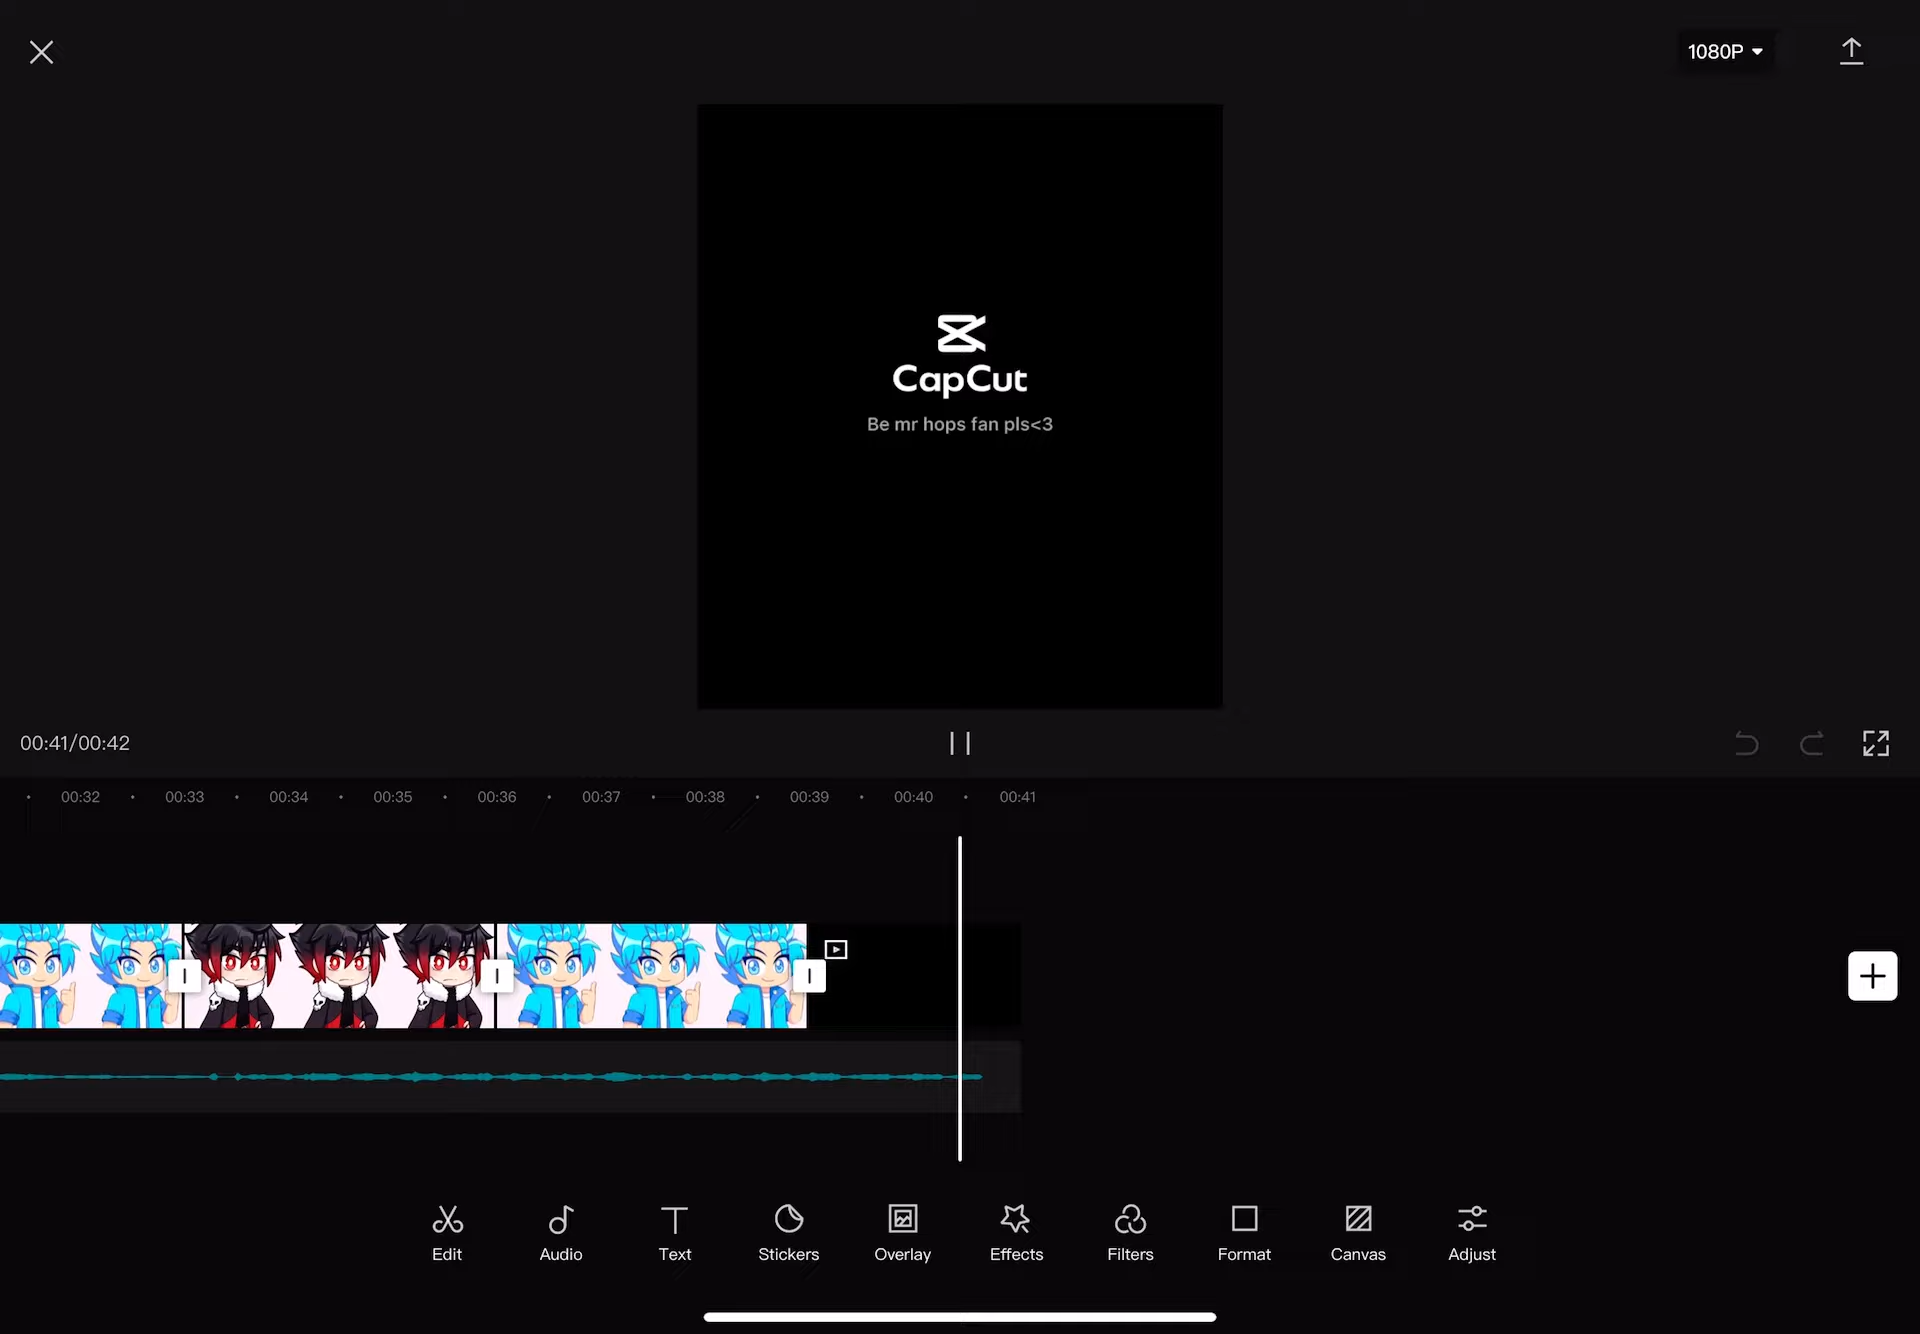 1080P
CapCut
Be mr hops fan pls<3
00:41/00:42
00:32 00:33 00:34 00:35 00:36 00:37 00:38 00:39 00:40 00:41
Edit Audio Text Stickers Overlay Effects Filters Format Canvas Adjust